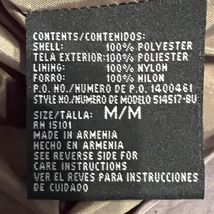 CONTENTS/CONTENIDOS:
SHELL: 100% POLYESTER
TELA EXTERIOR: 100% POLIESTER
LINING: 100% NYLON
FORRO: 100% NILON
P.O. NO./NUMERO DE P.O. 1400461
STYLE NO./NUMERO DE MODELO 514517-BU
SIZE/TALLA: M/M
RN 15101
MADE IN ARMENIA
HECHO EN ARMENIA
SEE REVERSE SIDE FOR
CARE INSTRUCTIONS
VER EL REVES PARA INSTRUCCIONES
DE CUIDADO